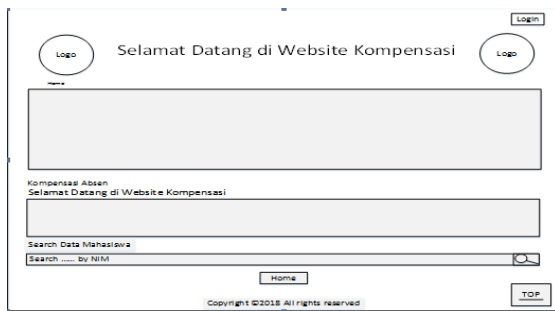 Login
Logo
Selamat Datang di Website Kompensasi
Logo
Home
Kompensasi Absen
Selamat Datang di Website Kompensasi
Search Data Mahasiswa
Search ...... by NIM
Home
TOP
Copyright ©2018 All rights reserved